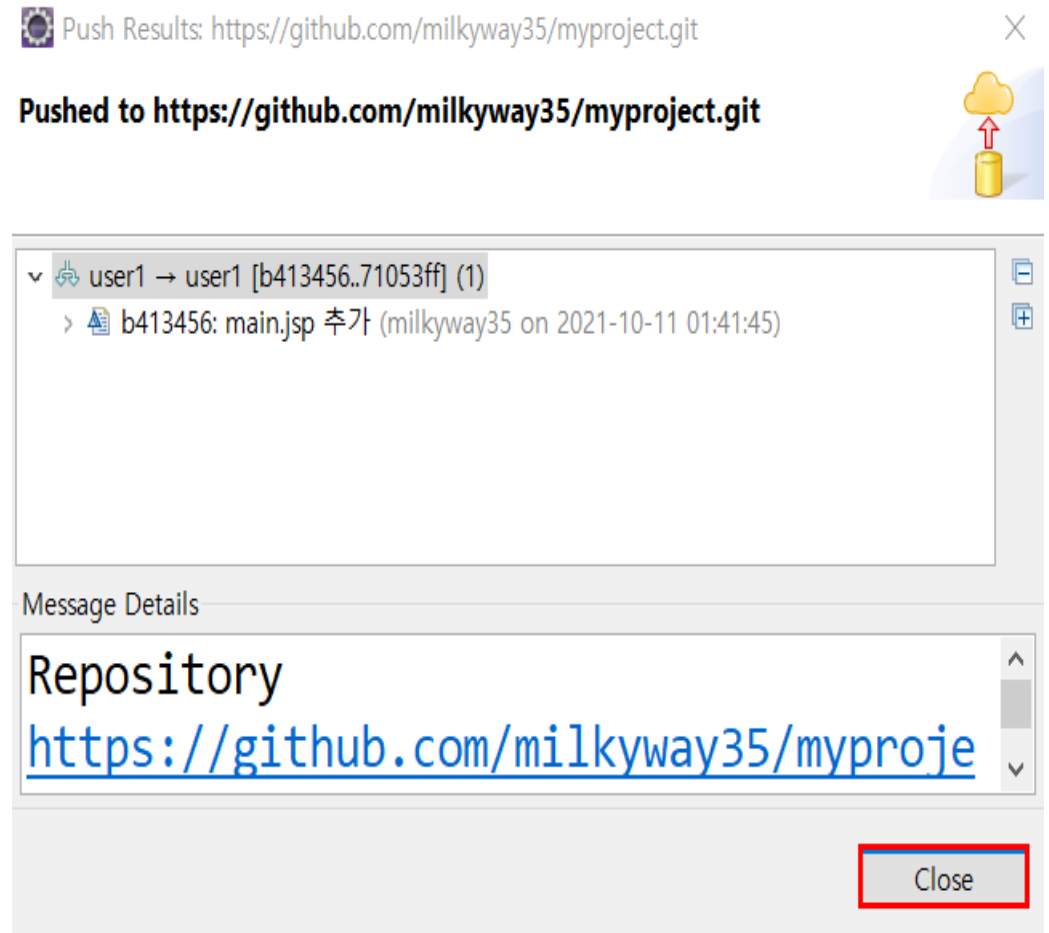 Push Results: https://github.com/milkyway35/myproject.git
Pushed to https://github.com/milkyway35/myproject.git
user1 → user1 [b413456..71053ff] (1)
b413456: main.jsp 추가 (milkyway35 on 2021-10-11 01:41:45)
Message Details
Repository
https://github.com/milkyway35/myproje
Close